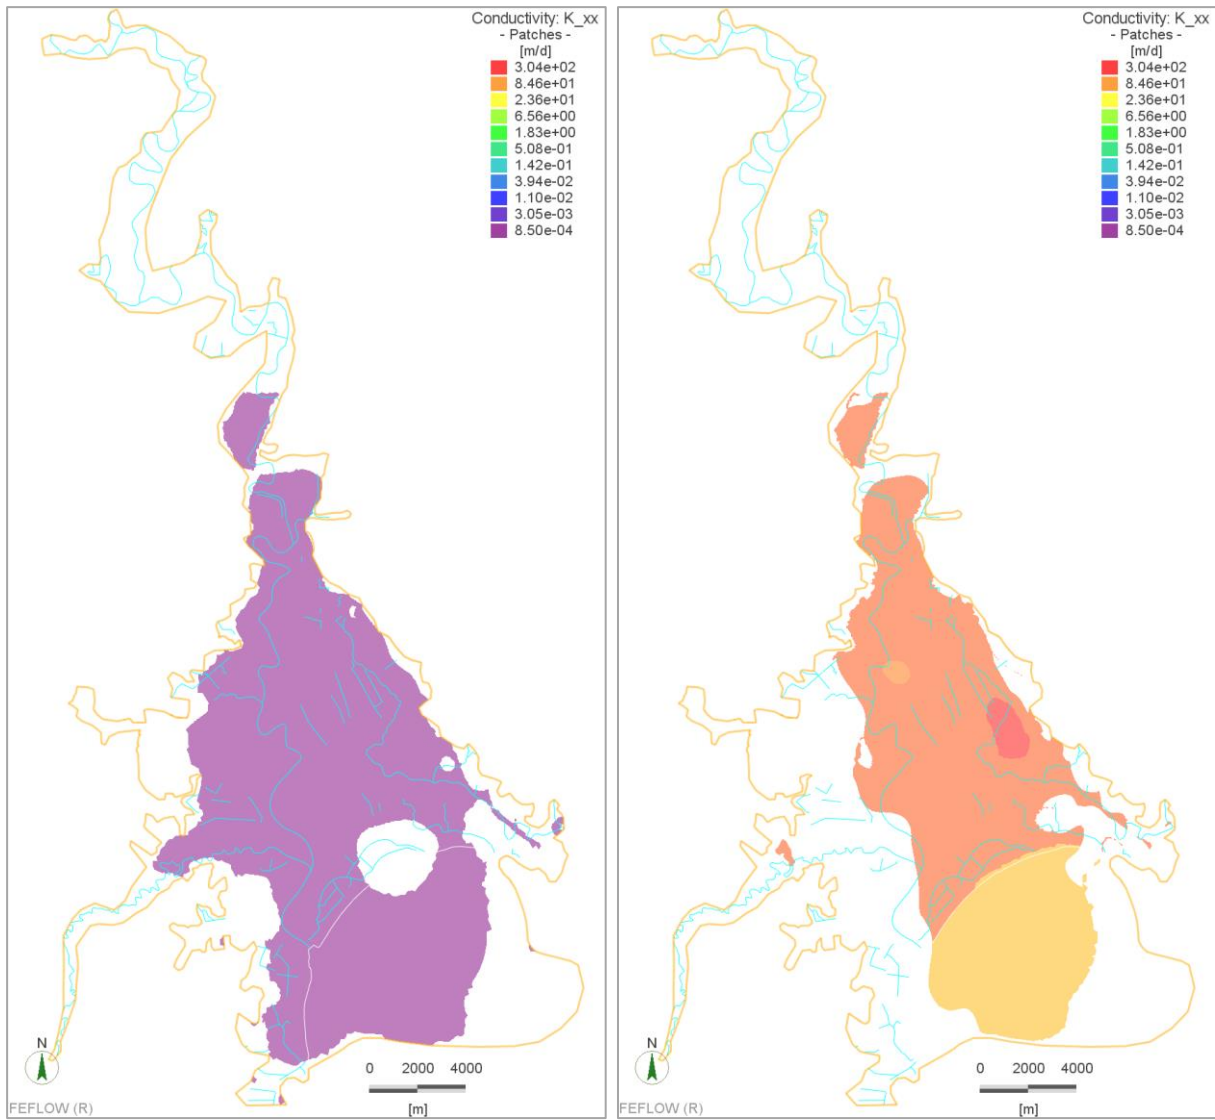 Conductivity: K_xx
- Patches -
[m/d]
3.04e+02
8.46e+01
2.36e+01
6.56e+00
1.83e+00
5.08e-01
1.42e-01
3.94e-02
1.10e-02
3.05e-03
8.50e-04
N
0 2000 4000
[m]
FEFLOW (R)
Conductivity: K_xx
- Patches -
[m/d]
3.04e+02
8.46e+01
2.36e+01
6.56e+00
1.83e+00
5.08e-01
1.42e-01
3.94e-02
1.10e-02
3.05e-03
8.50e-04
N
0 2000 4000
[m]
FEFLOW (R)